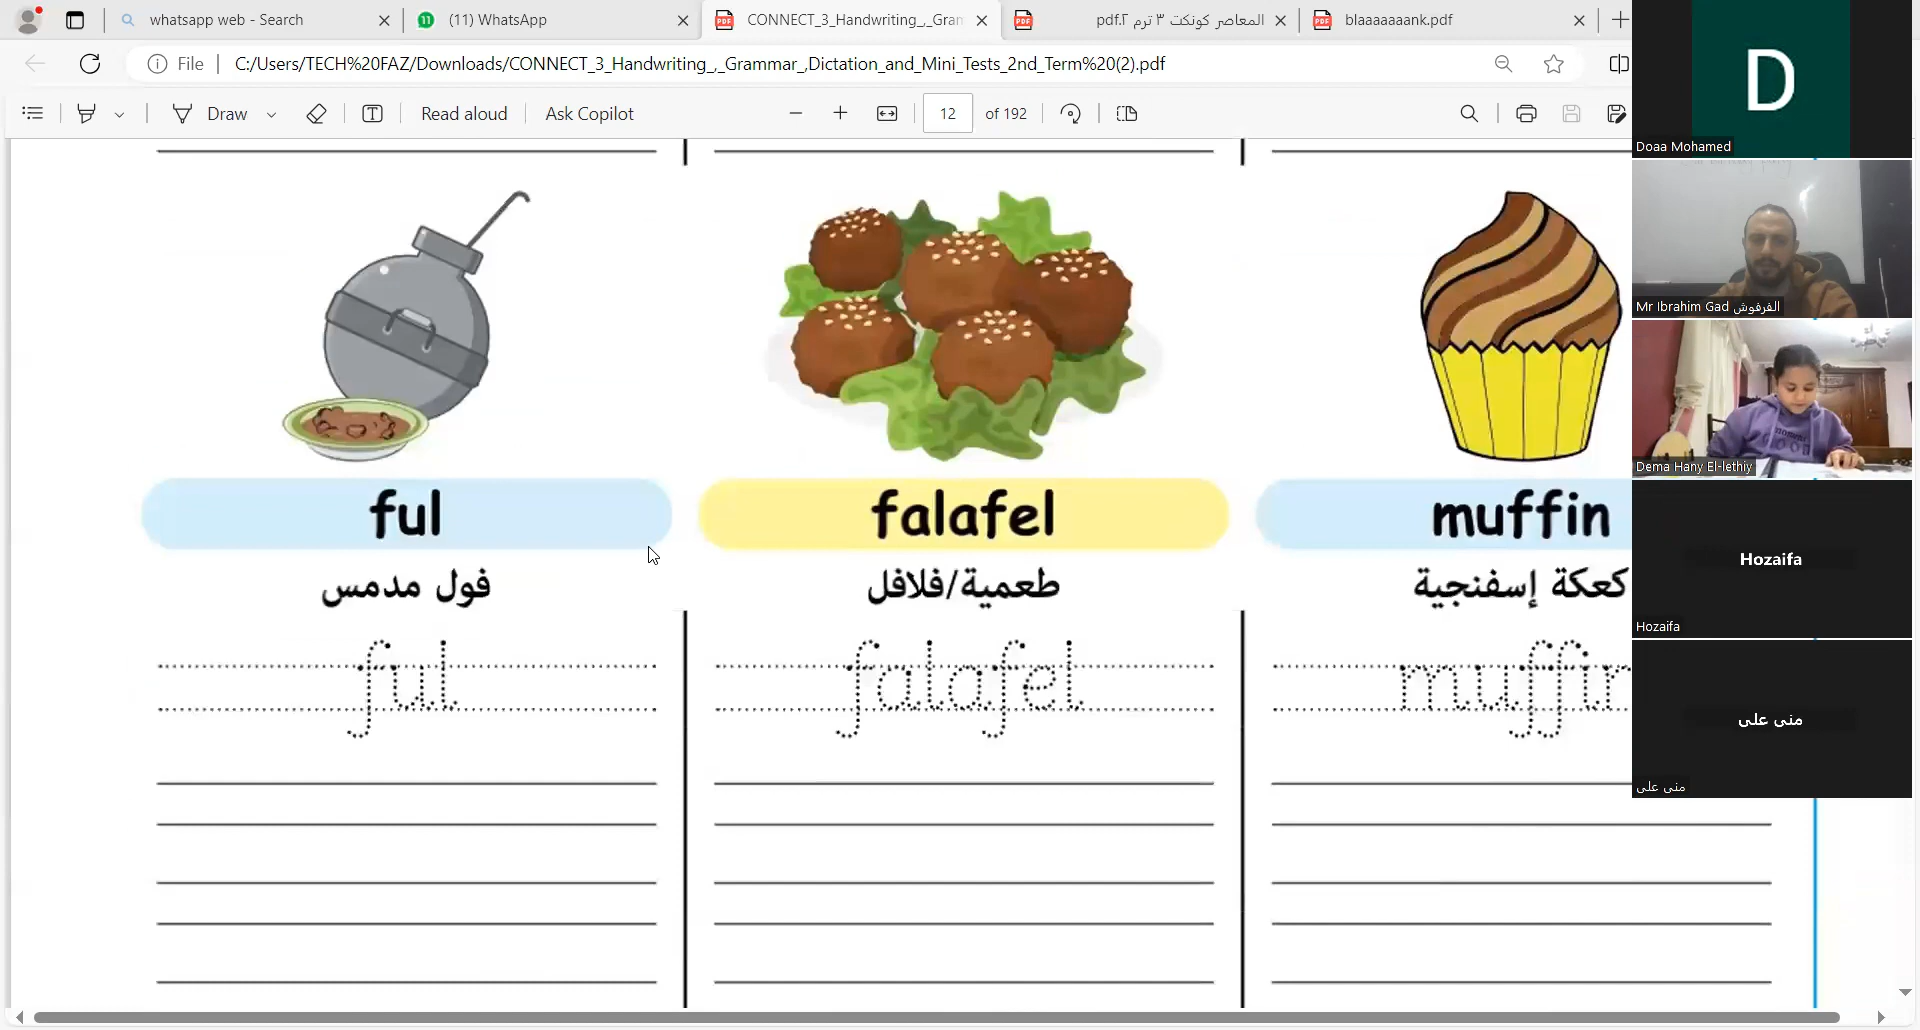 whatsapp web - Search
(11) WhatsApp
CONNECT_3_Handwriting_,_Gran
المعاصر كونكت ٣ ترم ٢.pdf
blaaaaaaank.pdf
File
C:/Users/TECH%20FAZ/Downloads/CONNECT_3_Handwriting_,_Grammar_,Dictation_and_Mini_Tests_2nd_Term%20(2).pdf
Draw
Read aloud
Ask Copilot
12 of 192
D
Doaa Mohamed
Mr Ibrahim Gad الفرفوش
Dema Hany El-lethiy
Hozaifa
Hozaifa
منى على
منى على
ful
falafel
muffin
فول مدمس
طعمية/فلافل
كعكة إسفنجية
ful
falafel
muffin